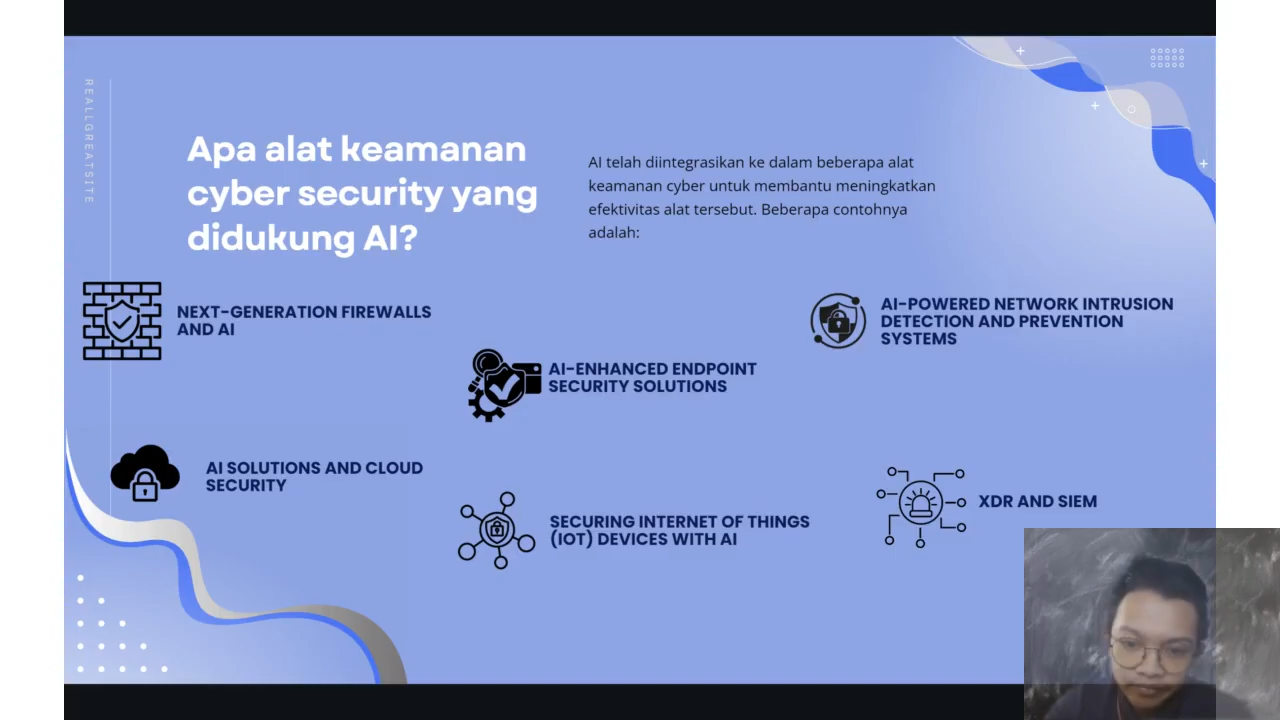 REALLGREATSITE
Apa alat keamanan
cyber security yang
didukung AI?
AI telah diintegrasikan ke dalam beberapa alat
keamanan cyber untuk membantu meningkatkan
efektivitas alat tersebut. Beberapa contohnya
adalah:
NEXT-GENERATION FIREWALLS
AND AI
AI-ENHANCED ENDPOINT
SECURITY SOLUTIONS
AI-POWERED NETWORK INTRUSION
DETECTION AND PREVENTION
SYSTEMS
AI SOLUTIONS AND CLOUD
SECURITY
SECURING INTERNET OF THINGS
(IOT) DEVICES WITH AI
XDR AND SIEM